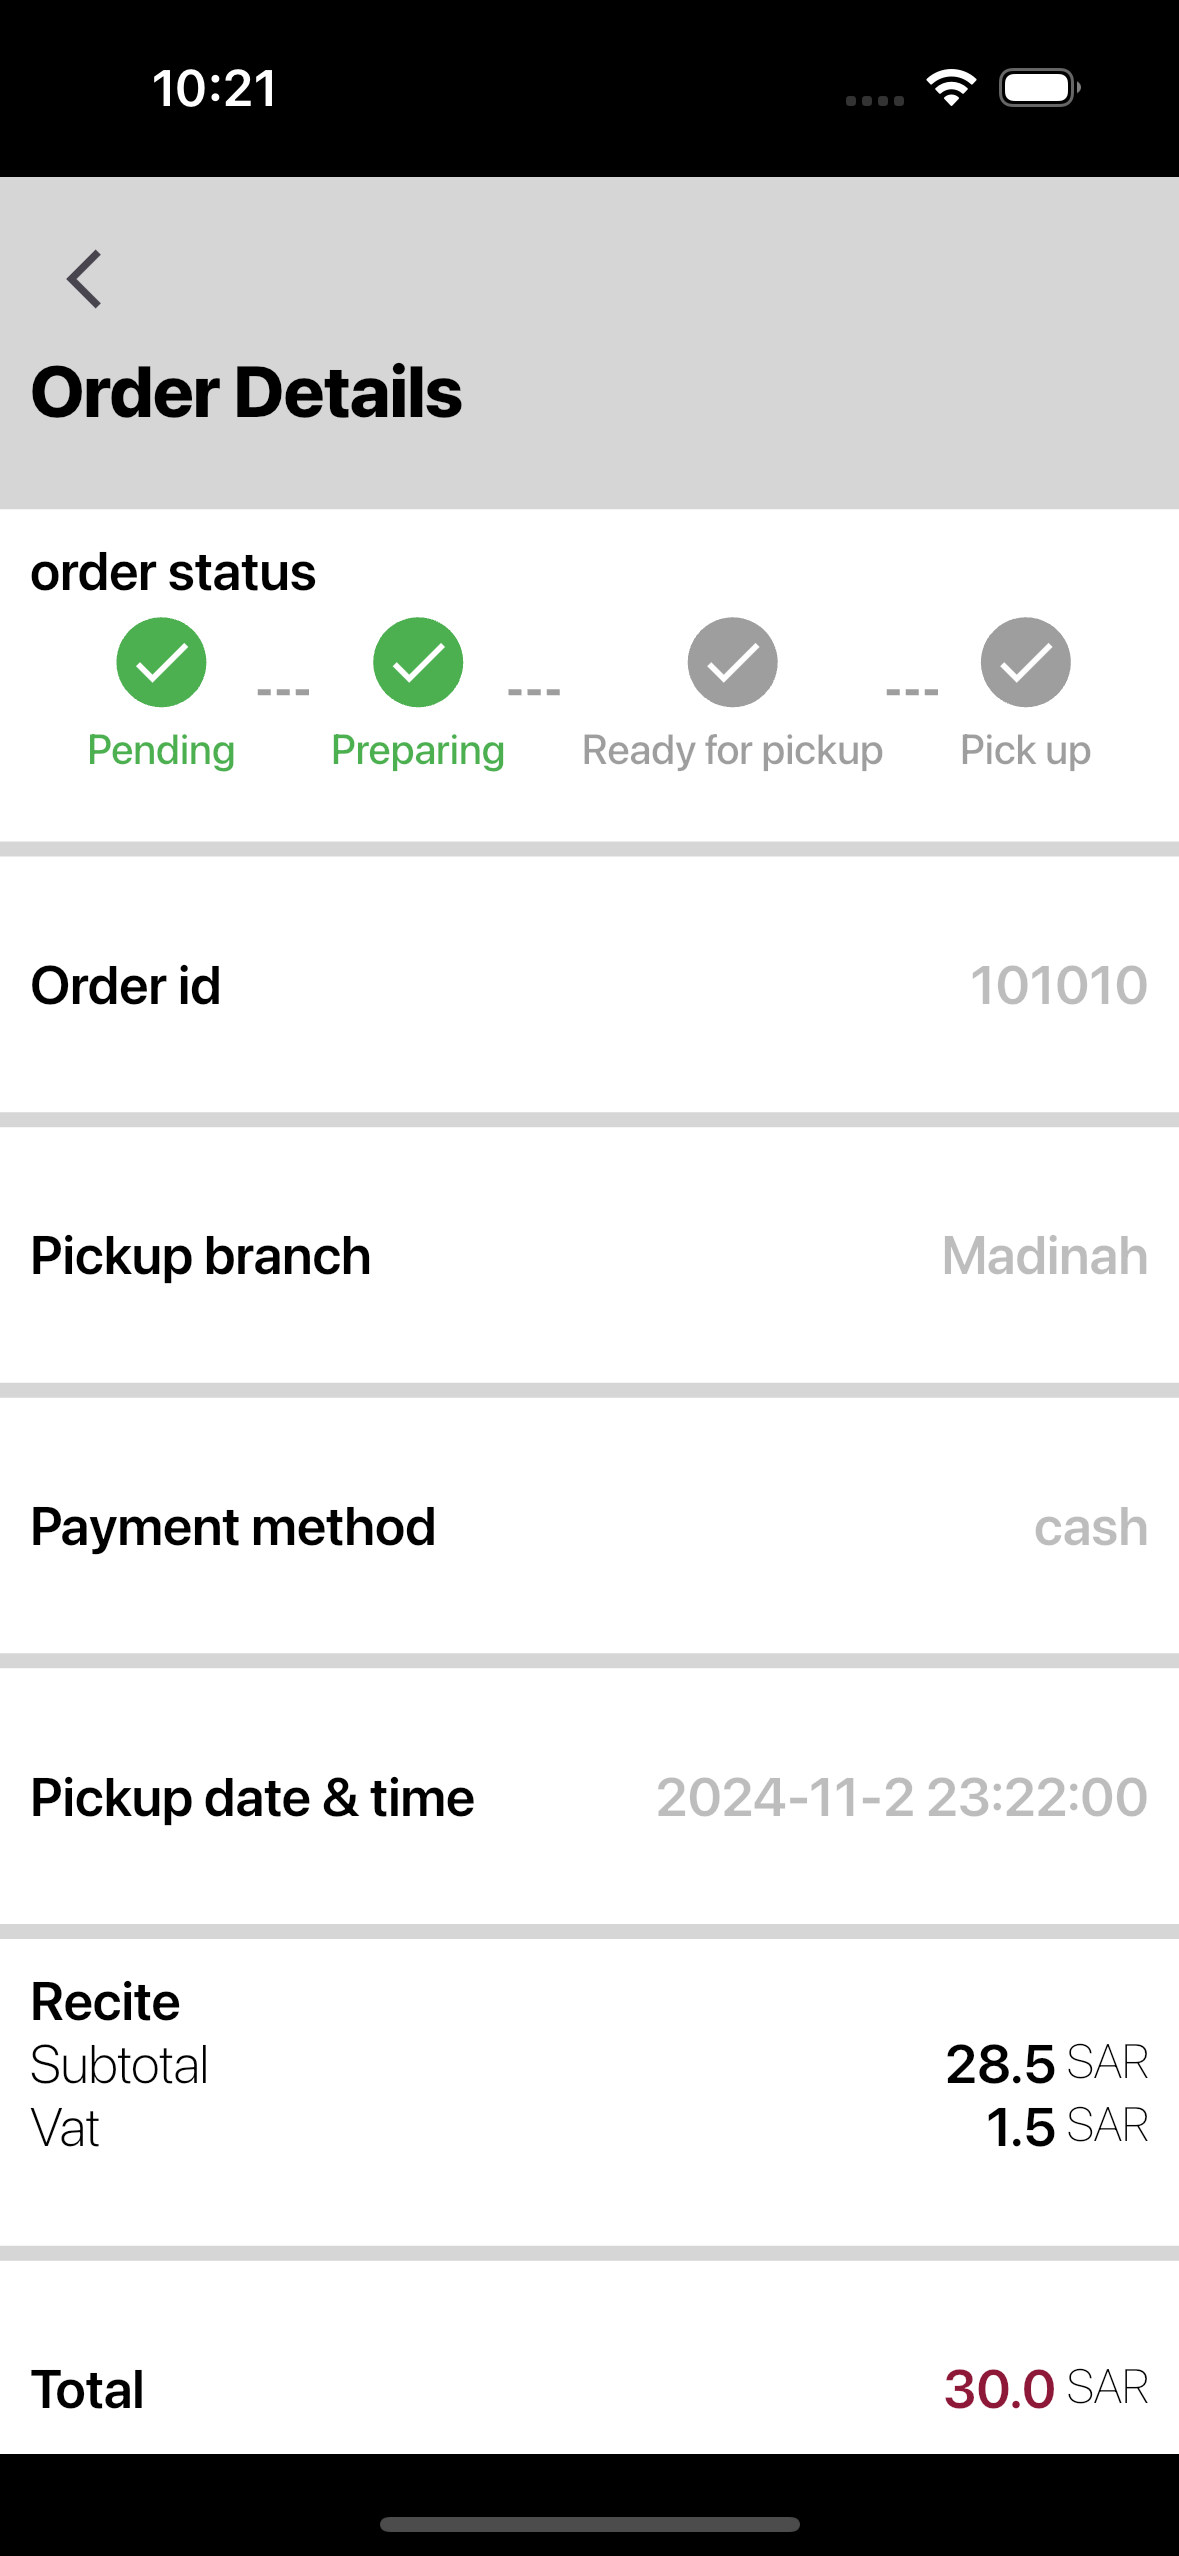 10:21
Order Details
order status
Pending --- Preparing --- Ready for pickup --- Pick up
Order id 101010
Pickup branch Madinah
Payment method cash
Pickup date & time 2024-11-2 23:22:00
Recite
Subtotal 28.5 SAR
Vat 1.5 SAR
Total 30.0 SAR